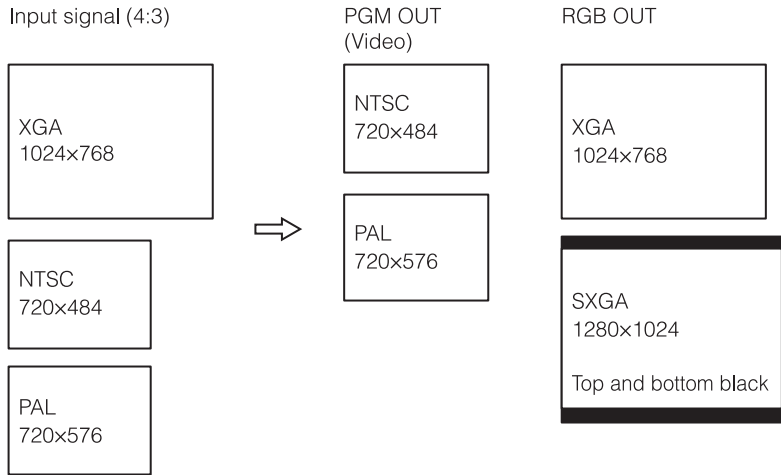 Input signal (4:3)
XGA
1024×768
NTSC
720×484
PAL
720×576
PGM OUT
(Video)
NTSC
720×484
PAL
720×576
RGB OUT
XGA
1024×768
SXGA
1280×1024
Top and bottom black